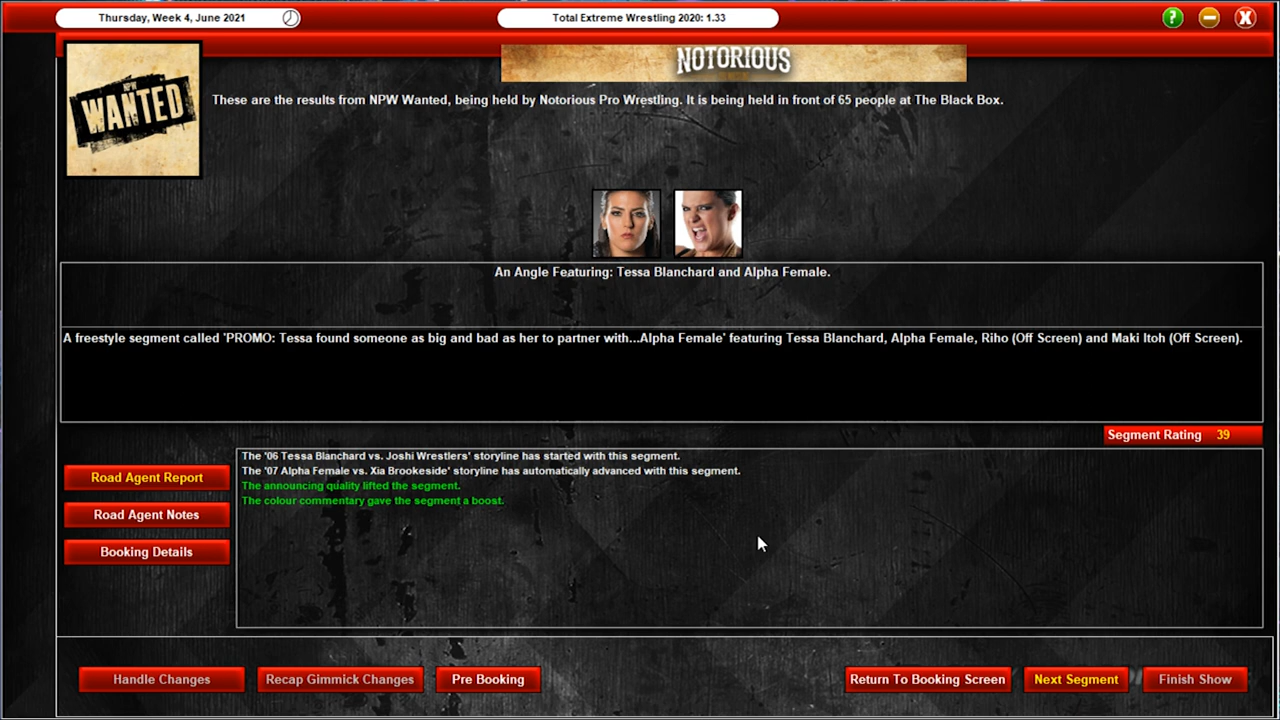 Thursday, Week 4, June 2021
Total Extreme Wrestling 2020: 1.33
?
NPW
WANTED
NOTORIOUS
These are the results from NPW Wanted, being held by Notorious Pro Wrestling. It is being held in front of 65 people at The Black Box.
An Angle Featuring: Tessa Blanchard and Alpha Female.
A freestyle segment called 'PROMO: Tessa found someone as big and bad as her to partner with...Alpha Female' featuring Tessa Blanchard, Alpha Female, Riho (Off Screen) and Maki Itoh (Off Screen).
Segment Rating 39
Road Agent Report
Road Agent Notes
Booking Details
The '06 Tessa Blanchard vs. Joshi Wrestlers' storyline has started with this segment.
The '07 Alpha Female vs. Xia Brookeside' storyline has automatically advanced with this segment.
The announcing quality lifted the segment.
The colour commentary gave the segment a boost.
Handle Changes
Recap Gimmick Changes
Pre Booking
Return To Booking Screen
Next Segment
Finish Show